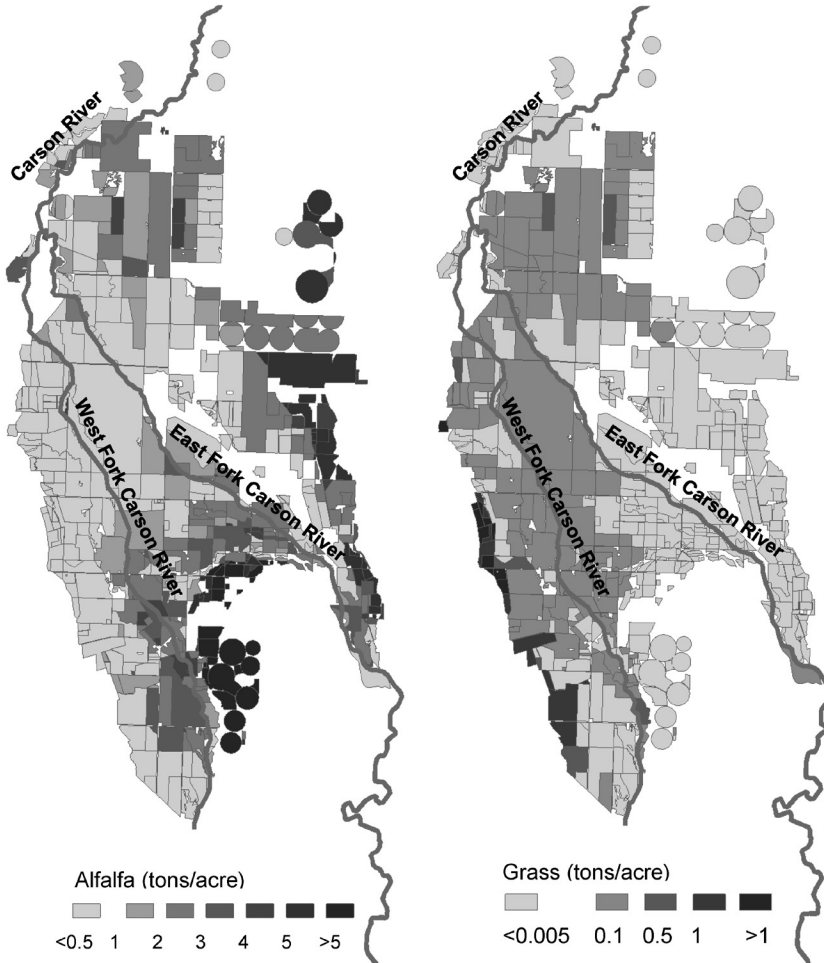 Carson River
West Fork Carson River
East Fork Carson River
Alfalfa (tons/acre)
<0.5 1 2 3 4 5 >5
Carson River
West Fork Carson River
East Fork Carson River
Grass (tons/acre)
<0.005 0.1 0.5 1 >1